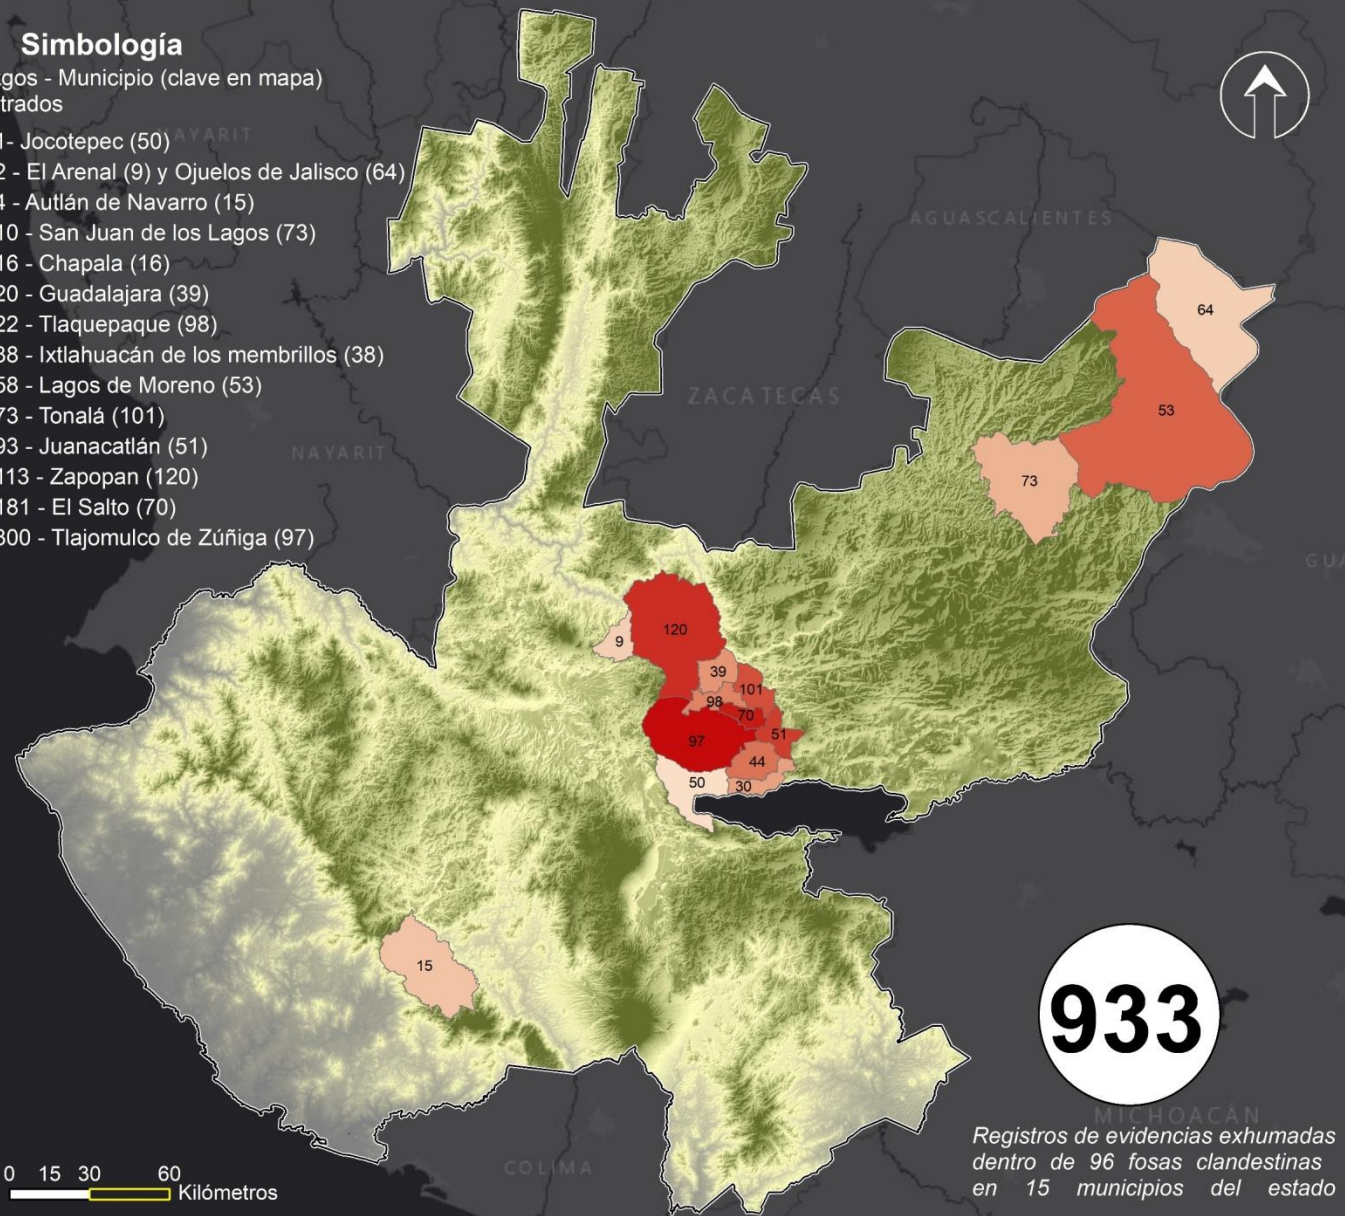 Simbología
gos - Municipio (clave en mapa)
trados
1- Jocotepec (50)
2 - El Arenal (9) y Ojuelos de Jalisco (64)
4 - Autlán de Navarro (15)
10 - San Juan de los Lagos (73)
16 - Chapala (16)
20 - Guadalajara (39)
22 - Tlaquepaque (98)
38 - Ixtlahuacán de los membrillos (38)
58 - Lagos de Moreno (53)
73 - Tonalá (101)
93 - Juanacatlán (51)
113 - Zapopan (120)
181 - El Salto (70)
300 - Tlajomulco de Zúñiga (97)
NAYARIT
AGUASCALIENTES
64
ZACATECAS
53
NAYARIT
73
GUA
120
9
39
101
98
70
51
97
44
50
30
15
933
MICHOACÁN
Registros de evidencias exhumadas
dentro de 96 fosas clandestinas
en 15 municipios del estado
COLIMA
0 15 30 60
Kilómetros